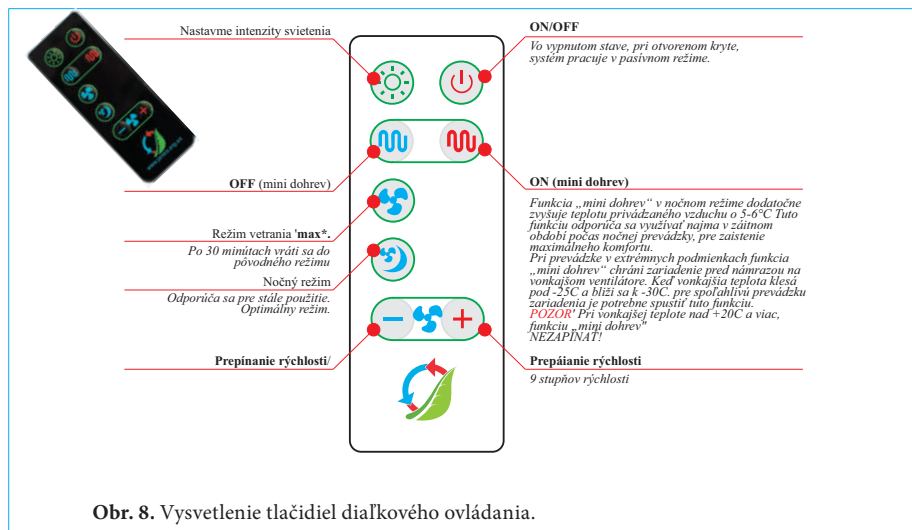 Nastavme intenzity svietenia
OFF (mini dohrev)
Režim vetrania 'max*.
Po 30 minútach vráti sa do
pôvodného režimu
Nočný režim
Odporúča sa pre stále použitie.
Optimálny režim.
Prepínanie rýchlosti/
ON/OFF
Vo vypnutom stave, pri otvorenom kryte,
systém pracuje v pasívnom režime.
ON (mini dohrev)
Funkcia „mini dohrev" v nočnom režime dodatočne
zvyšuje teplotu privádzaného vzduchu o 5-6°C Tuto
funkciu odporúča sa využívať najma v záitnom
období počas nočnej prevádzky, pre zaistenie
maximálneho komfortu.
Pri prevádzke v extrémnych podmienkach funkcia
„mini dohrev" chráni zariadenie pred námrazou na
vonkajšom ventilátore. Keď vonkajšia teplota klesá
pod -25C a bliži sa k -30C. pre spoľahlivú prevádzku
zariadenia je potrebne spustiť tuto funkciu.
POZOR' Pri vonkajšej teplote nad +20C a viac,
funkciu „mini dohrev"
NEZAPÍNAŤ!
Prepáianie rýchlosti
9 stupňov rýchlosti
Obr. 8. Vysvetlenie tlačidiel diaľkového ovládania.